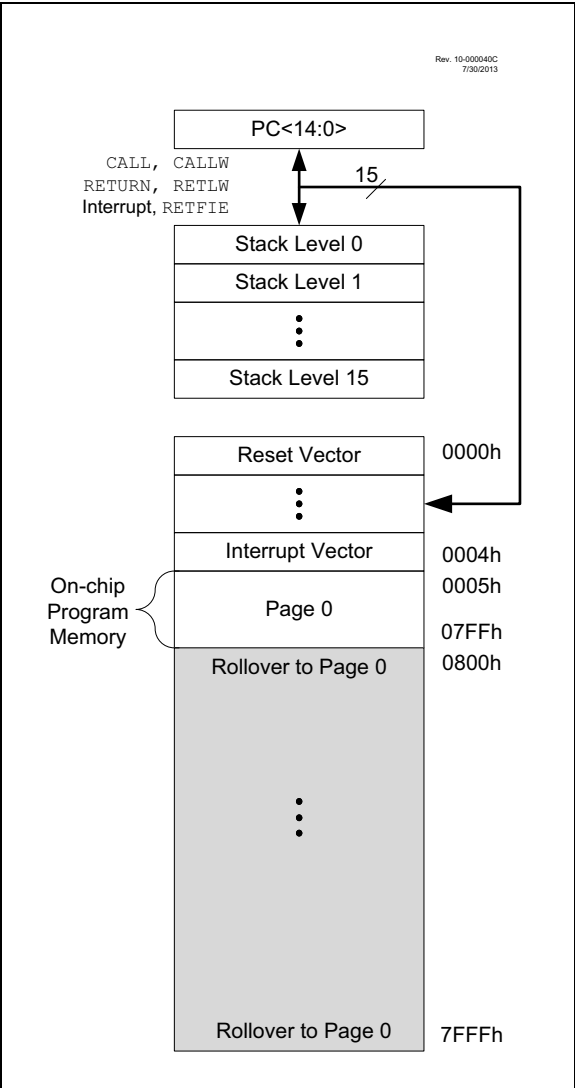 Rev. 10-000040C
7/30/2013
PC<14:0>
CALL, CALLW
RETURN, RETLW
Interrupt, RETFIE
15
Stack Level 0
Stack Level 1
Stack Level 15
Reset Vector
0000h
Interrupt Vector
0004h
On-chip
Program
Memory
Page 0
0005h
07FFh
Rollover to Page 0
0800h
Rollover to Page 0
7FFFh